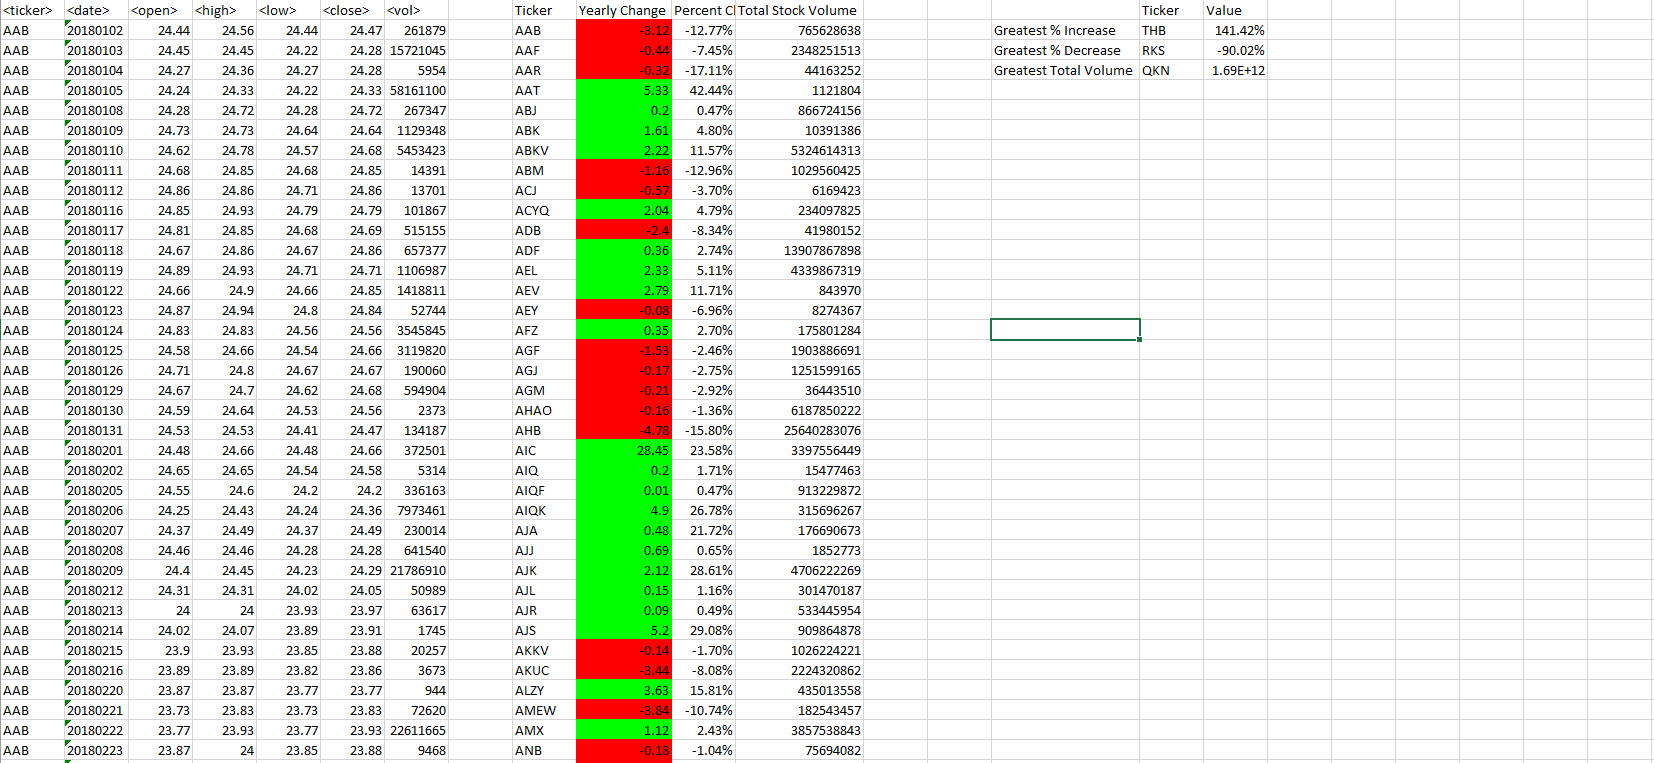 <ticker> <date> <open> <high> <low> <close> <vol> Ticker Yearly Change Percent Cl Total Stock Volume Ticker Value
AAB 20180102 24.44 24.56 24.44 24.47 261879 AAB -3.12 -12.77% 765628638 Greatest % Increase THB 141.42%
AAB 20180103 24.45 24.45 24.22 24.28 15721045 AAF -0.44 -7.45% 2348251513 Greatest % Decrease RKS -90.02%
AAB 20180104 24.27 24.36 24.27 24.28 5954 AAR -0.32 -17.11% 44163252 Greatest Total Volume QKN 1.69E+12
AAB 20180105 24.24 24.33 24.22 24.33 58161100 AAT 5.33 42.44% 1121804
AAB 20180108 24.28 24.72 24.28 24.72 267347 ABJ 0.2 0.47% 866724156
AAB 20180109 24.73 24.73 24.64 24.64 1129348 ABK 1.61 4.80% 10391386
AAB 20180110 24.62 24.78 24.57 24.68 5453423 ABKV 2.22 11.57% 5324614313
AAB 20180111 24.68 24.85 24.68 24.85 14391 ABM -1.16 -12.96% 1029560425
AAB 20180112 24.86 24.86 24.71 24.86 13701 ACJ -0.57 -3.70% 6169423
AAB 20180116 24.85 24.93 24.79 24.79 101867 ACYQ 2.04 4.79% 234097825
AAB 20180117 24.81 24.85 24.68 24.69 515155 ADB -2.4 -8.34% 41980152
AAB 20180118 24.67 24.86 24.67 24.86 657377 ADF 0.36 2.74% 13907867898
AAB 20180119 24.89 24.93 24.71 24.71 1106987 AEL 2.33 5.11% 4339867319
AAB 20180122 24.66 24.9 24.66 24.85 1418811 AEV 2.79 11.71% 843970
AAB 20180123 24.87 24.94 24.8 24.84 52744 AEY -0.08 -6.96% 8274367
AAB 20180124 24.83 24.83 24.56 24.56 3545845 AFZ 0.35 2.70% 175801284
AAB 20180125 24.58 24.66 24.54 24.66 3119820 AGF -1.53 -2.46% 1903886691
AAB 20180126 24.71 24.8 24.67 24.67 190060 AGJ -0.17 -2.75% 1251599165
AAB 20180129 24.67 24.7 24.62 24.68 594904 AGM -0.21 -2.92% 36443510
AAB 20180130 24.59 24.64 24.53 24.56 2373 AHAO -0.16 -1.36% 6187850222
AAB 20180131 24.53 24.53 24.41 24.47 134187 AHB -4.78 -15.80% 25640283076
AAB 20180201 24.48 24.66 24.48 24.66 372501 AIC 28.45 23.58% 3397556449
AAB 20180202 24.65 24.65 24.54 24.58 5314 AIQ 0.2 1.71% 15477463
AAB 20180205 24.55 24.6 24.2 24.2 336163 AIQF 0.01 0.47% 913229872
AAB 20180206 24.25 24.43 24.24 24.36 7973461 AIQK 4.9 26.78% 315696267
AAB 20180207 24.37 24.49 24.37 24.49 230014 AJA 0.48 21.72% 176690673
AAB 20180208 24.46 24.46 24.28 24.28 641540 AJJ 0.69 0.65% 1852773
AAB 20180209 24.4 24.45 24.23 24.29 21786910 AJK 2.12 28.61% 4706222269
AAB 20180212 24.31 24.31 24.02 24.05 50989 AJL 0.15 1.16% 301470187
AAB 20180213 24 24 23.93 23.97 63617 AJR 0.09 0.49% 533445954
AAB 20180214 24.02 24.07 23.89 23.91 1745 AJS 5.2 29.08% 909864878
AAB 20180215 23.9 23.93 23.85 23.88 20257 AKKV -0.14 -1.70% 1026224221
AAB 20180216 23.89 23.89 23.82 23.86 3673 AKUC -3.44 -8.08% 2224320862
AAB 20180220 23.87 23.87 23.77 23.77 944 ALZY 3.63 15.81% 435013558
AAB 20180221 23.73 23.83 23.73 23.83 72620 AMEW -3.84 -10.74% 182543457
AAB 20180222 23.77 23.93 23.77 23.93 22611665 AMX 1.12 2.43% 3857538843
AAB 20180223 23.87 24 23.85 23.88 9468 ANB -0.18 -1.04% 75694082